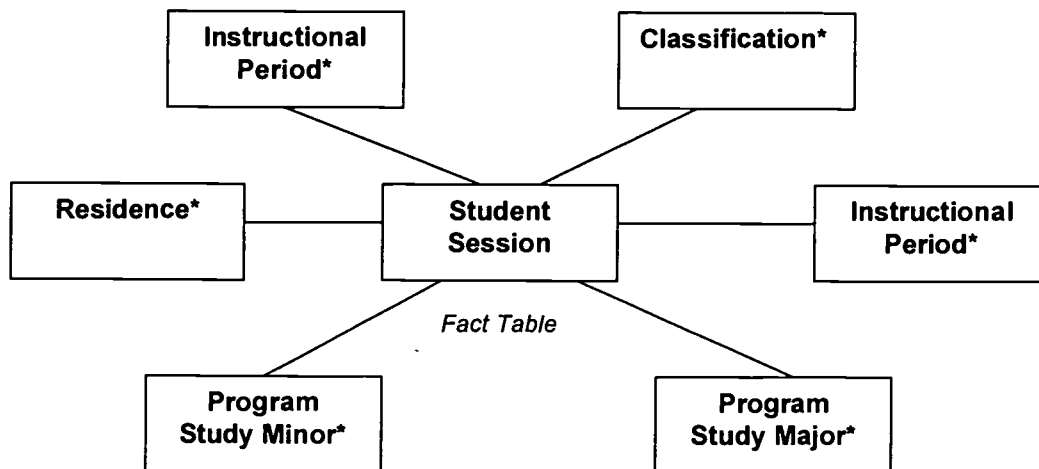 Instructional
Period*
Classification*
Residence*
Student
Session
Instructional
Period*
Fact Table
Program
Study Minor*
Program
Study Major*